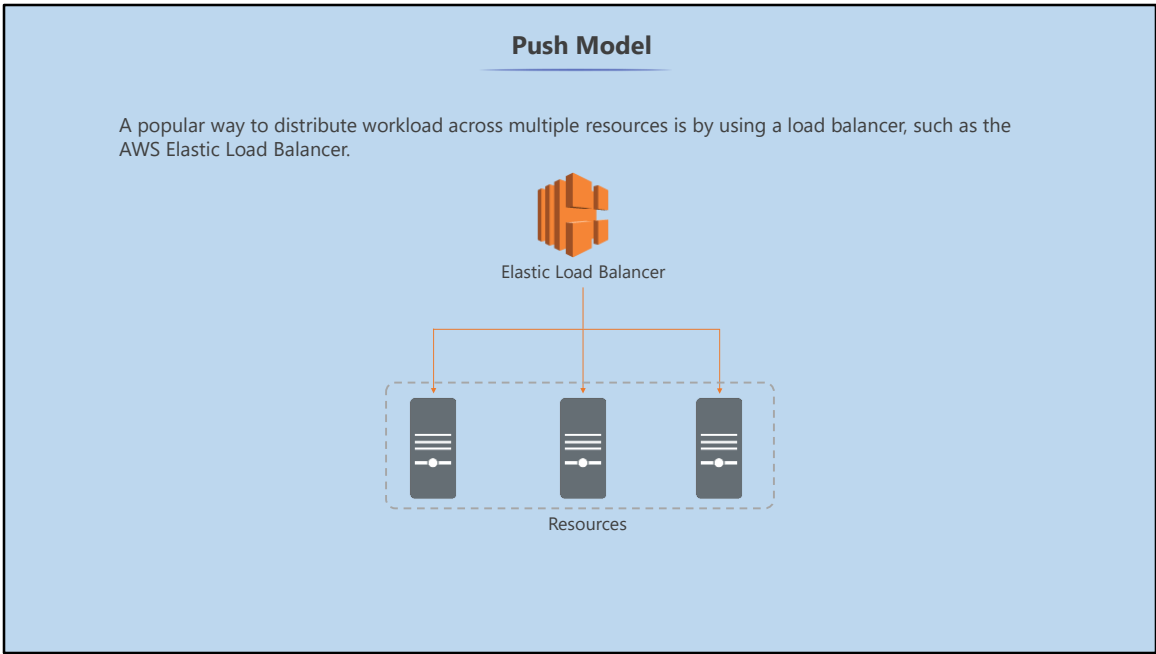 Push Model
A popular way to distribute workload across multiple resources is by using a load balancer, such as the
AWS Elastic Load Balancer.
Elastic Load Balancer
Resources